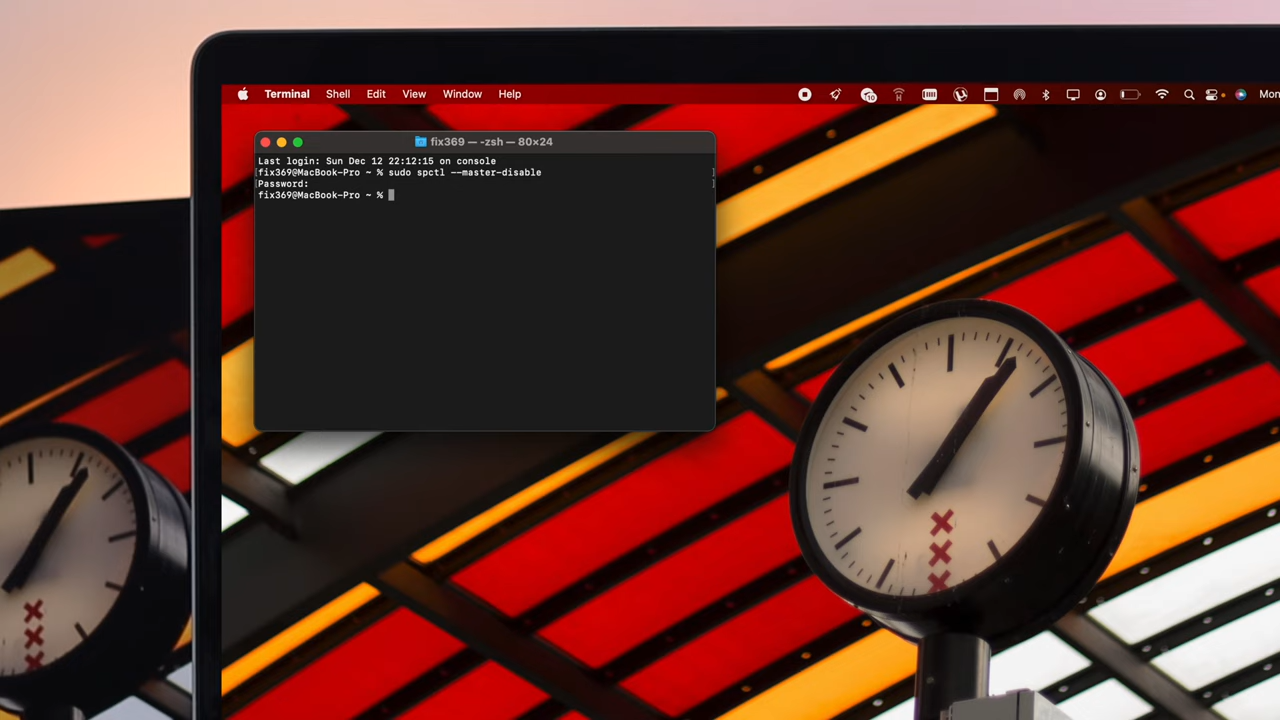 Terminal Shell Edit View Window Help
10
Mon
fix369 — -zsh — 80×24
Last login: Sun Dec 12 22:12:15 on console
[fix369@MacBook-Pro ~ % sudo spctl --master-disable ]
[Password: ]
fix369@MacBook-Pro ~ %